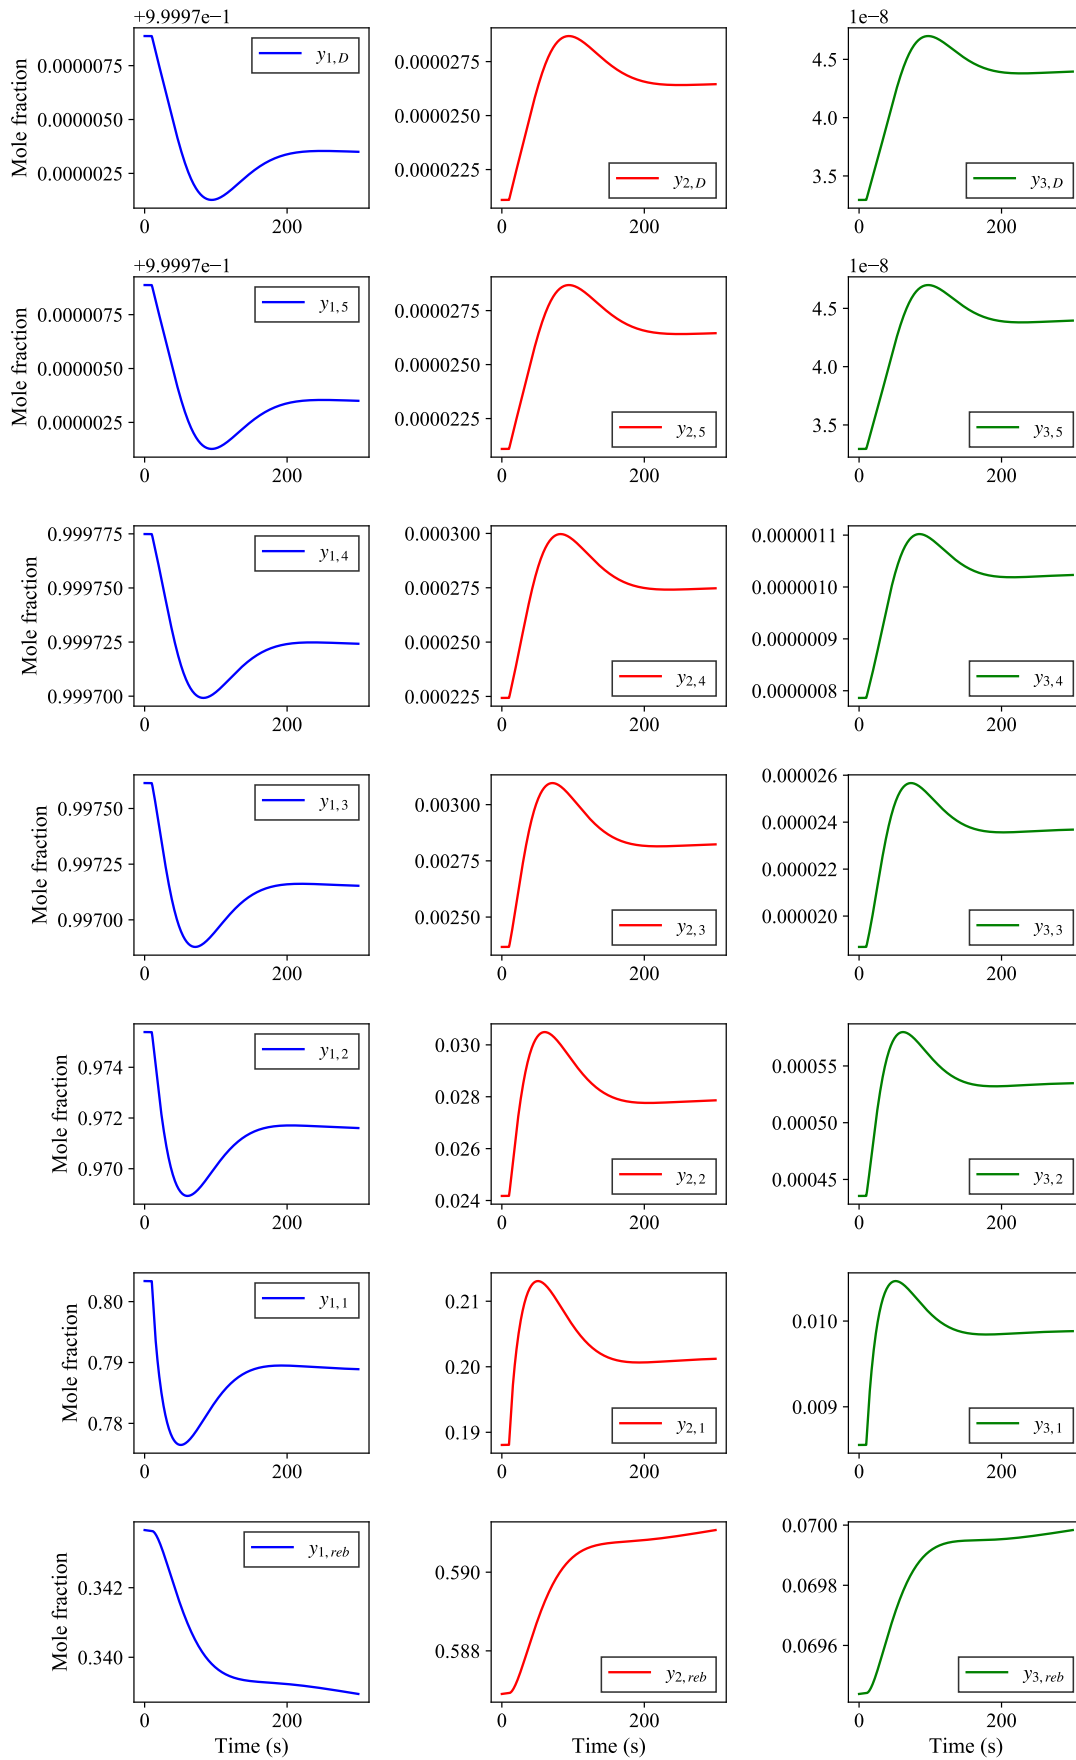 +9.9997e−1
1e−8
0.0000075
0.0000050
0.0000025
0.0000275
0.0000250
0.0000225
4.5
4.0
3.5
Mole fraction
y1,D
y2,D
y3,D
0 200 0 200 0 200
+9.9997e−1
1e−8
0.0000075
0.0000050
0.0000025
0.0000275
0.0000250
0.0000225
4.5
4.0
3.5
Mole fraction
y1,5
y2,5
y3,5
0 200 0 200 0 200
0.999775
0.999750
0.999725
0.999700
0.000300
0.000275
0.000250
0.000225
0.0000011
0.0000010
0.0000009
0.0000008
Mole fraction
y1,4
y2,4
y3,4
0 200 0 200 0 200
0.99750
0.99725
0.99700
0.00300
0.00275
0.00250
0.000026
0.000024
0.000022
0.000020
Mole fraction
y1,3
y2,3
y3,3
0 200 0 200 0 200
0.974
0.972
0.970
0.030
0.028
0.026
0.024
0.00055
0.00050
0.00045
Mole fraction
y1,2
y2,2
y3,2
0 200 0 200 0 200
0.80
0.79
0.78
0.21
0.20
0.19
0.010
0.009
Mole fraction
y1,1
y2,1
y3,1
0 200 0 200 0 200
0.342
0.340
0.590
0.588
0.0700
0.0698
0.0696
Mole fraction
y1,reb
y2,reb
y3,reb
0 200 0 200 0 200
Time (s) Time (s) Time (s)